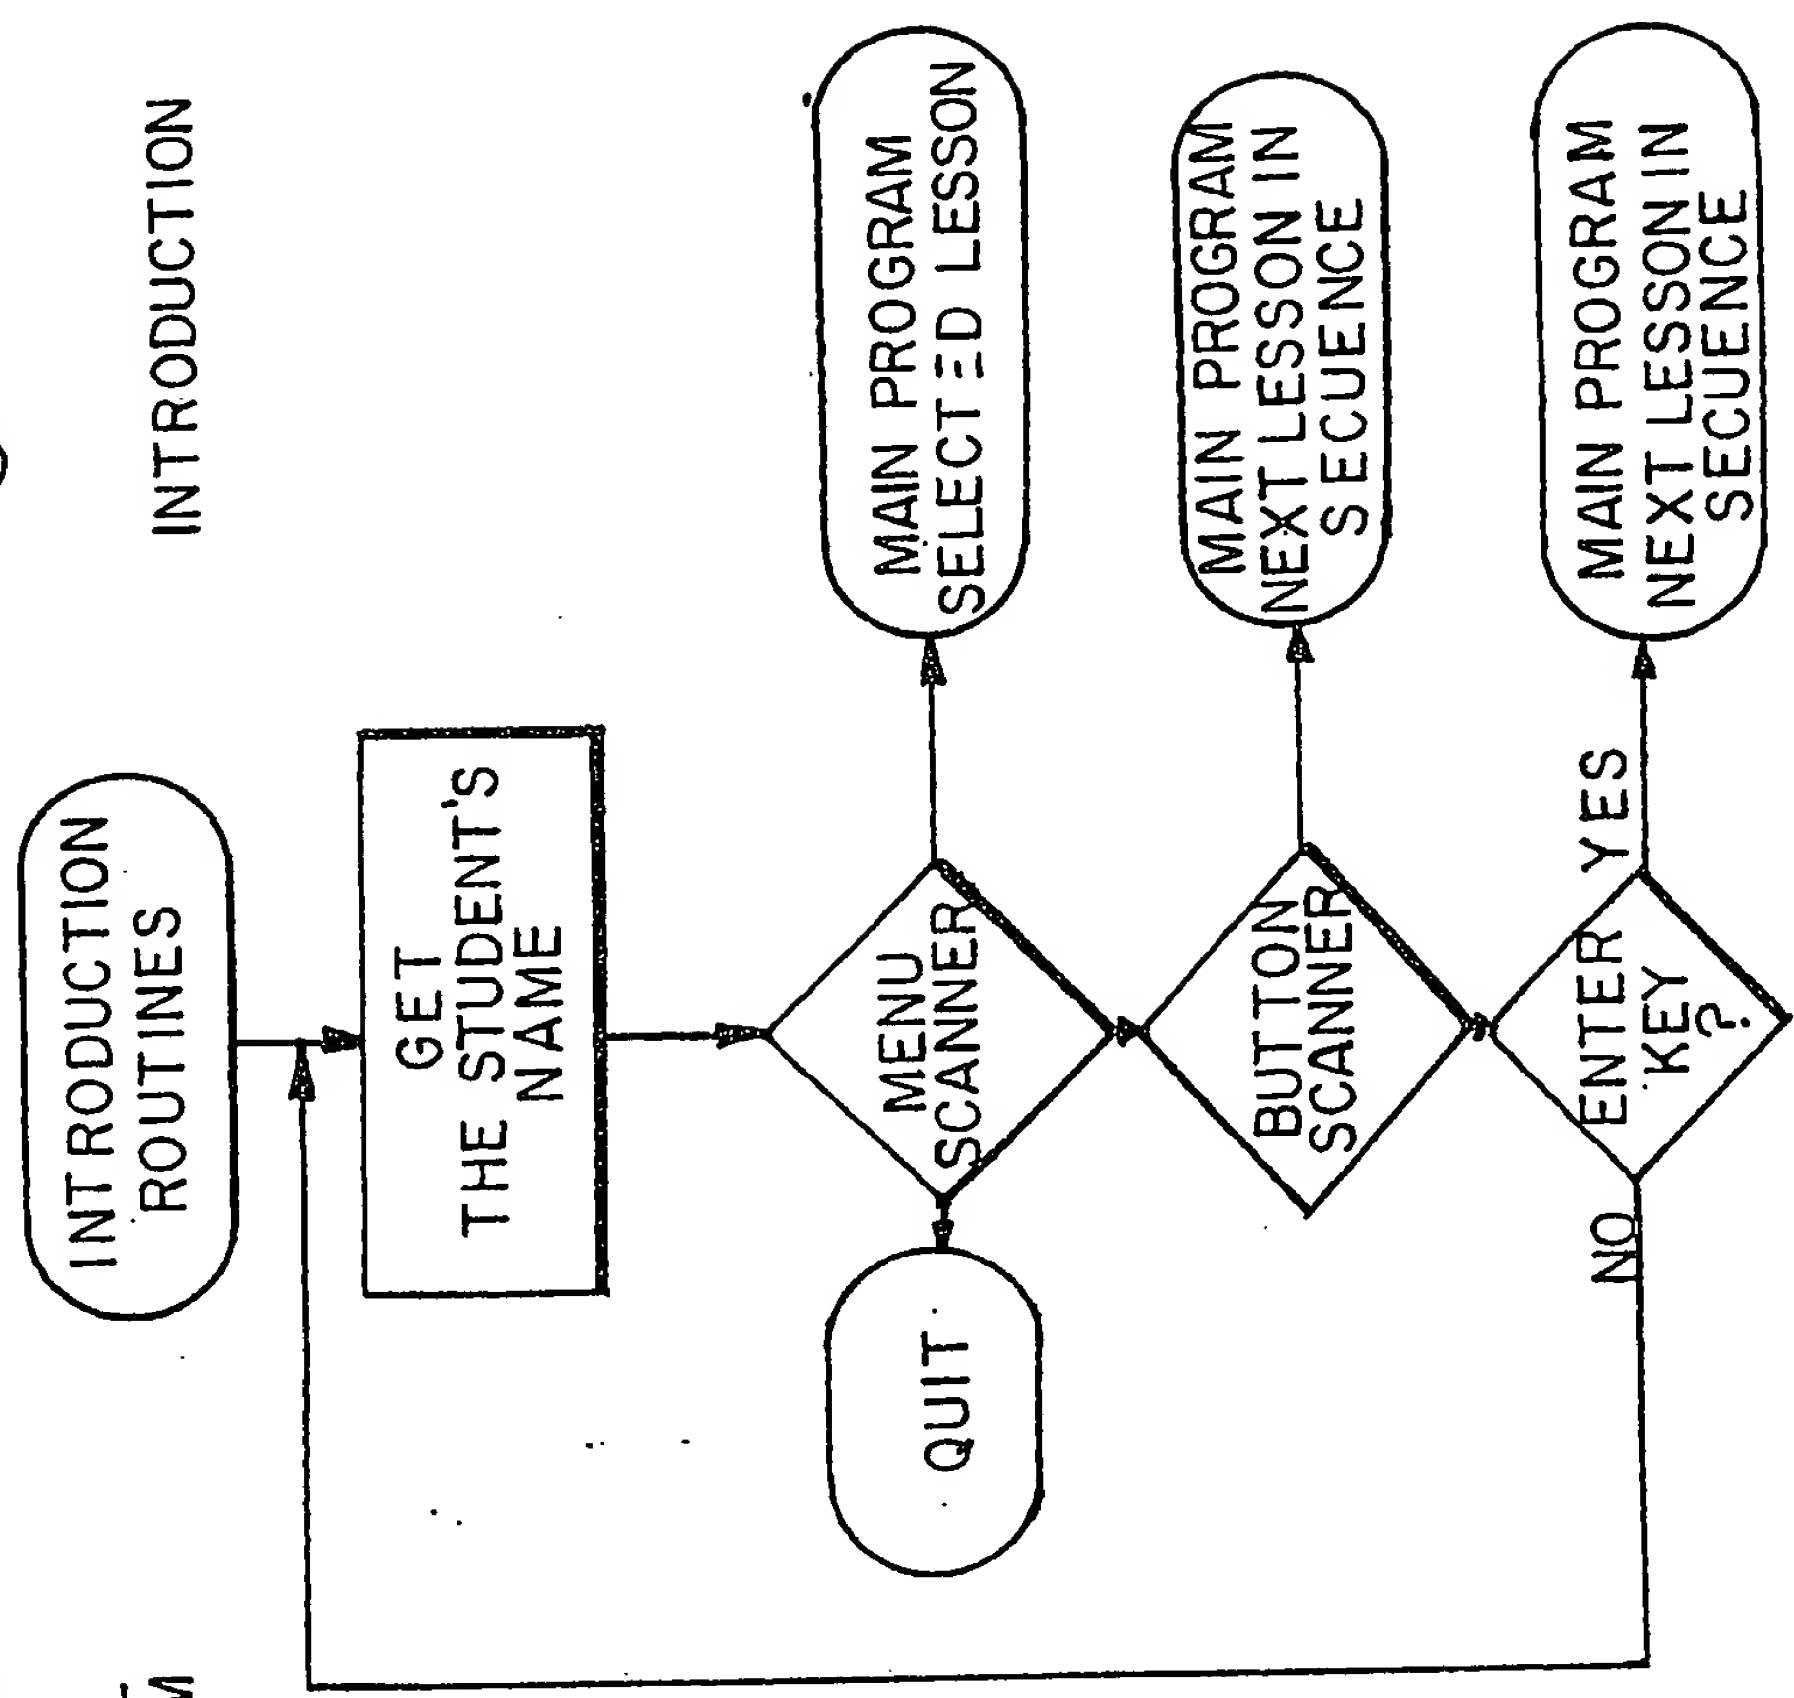 INTRODUCTION
INTRODUCTION
ROUTINES
GET
THE STUDENT'S
NAME
MENU
SCANNER
QUIT
MAIN PROGRAM
SELECTED LESSON
BUTTON
SCANNER
MAIN PROGRAM
NEXT LESSON IN
SECUENCE
ENTER
KEY
?
YES
NO
MAIN PROGRAM
NEXT LESSON IN
SECUENCE